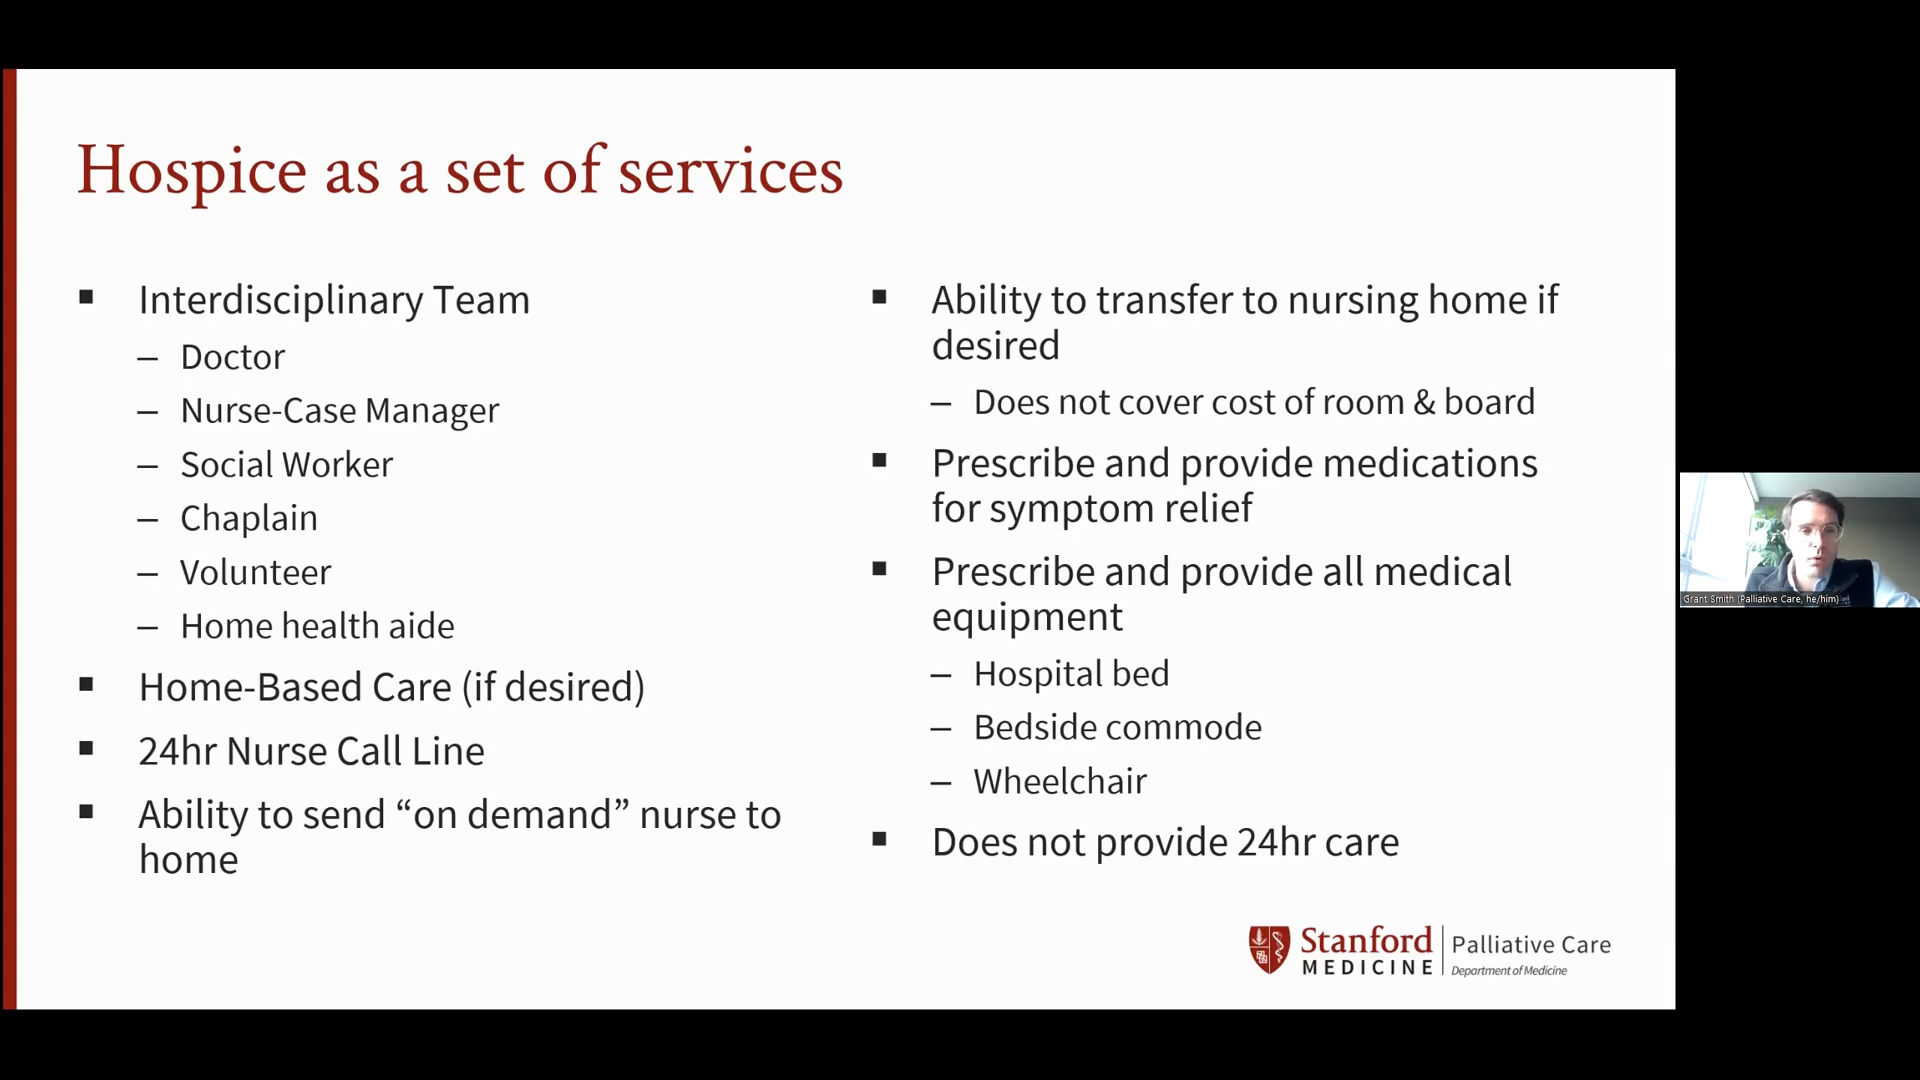 Hospice as a set of services
Interdisciplinary Team
– Doctor
– Nurse-Case Manager
– Social Worker
– Chaplain
– Volunteer
– Home health aide
Home-Based Care (if desired)
24hr Nurse Call Line
Ability to send “on demand” nurse to
home
Ability to transfer to nursing home if
desired
– Does not cover cost of room & board
Prescribe and provide medications
for symptom relief
Prescribe and provide all medical
equipment
– Hospital bed
– Bedside commode
– Wheelchair
Does not provide 24hr care
Stanford
MEDICINE
Palliative Care
Department of Medicine
Grant Smith (Palliative Care, he/him)